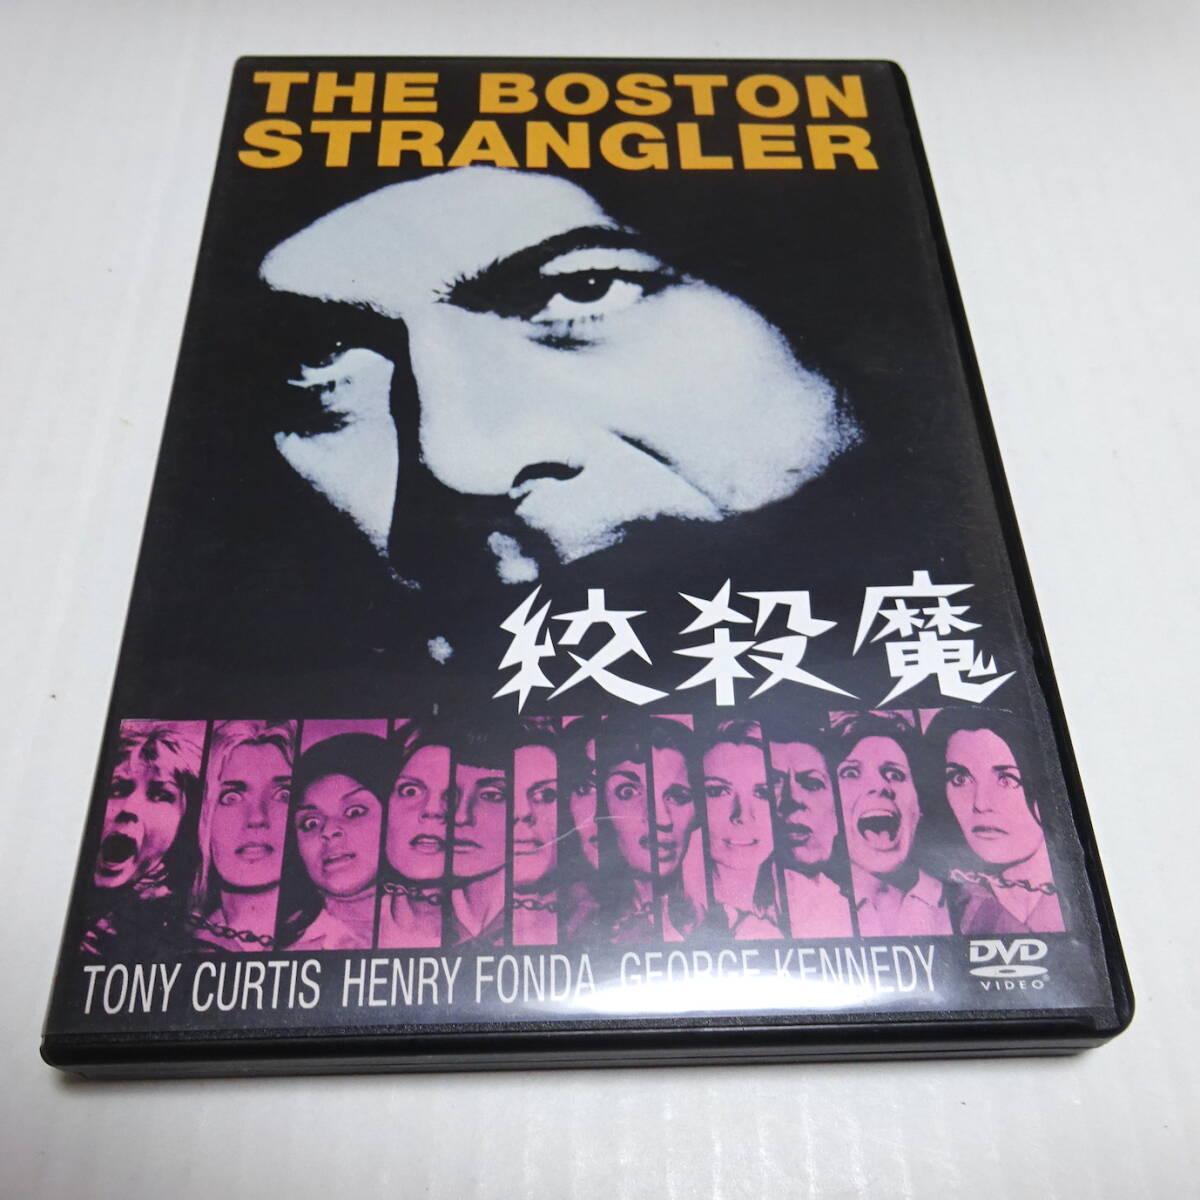 THE BOSTON
STRANGLER
絞殺魔
TONY CURTIS HENRY FONDA GEORGE KENNEDY
DVD
VIDEO